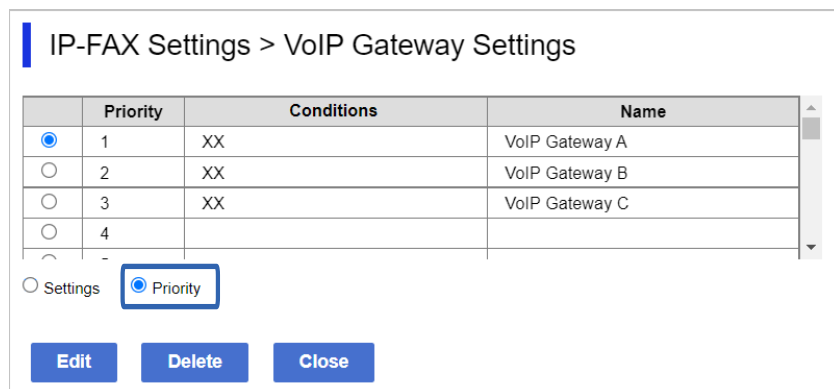 IP-FAX Settings > VoIP Gateway Settings
Priority Conditions Name
1 XX VoIP Gateway A
2 XX VoIP Gateway B
3 XX VoIP Gateway C
4
Settings Priority
Edit Delete Close